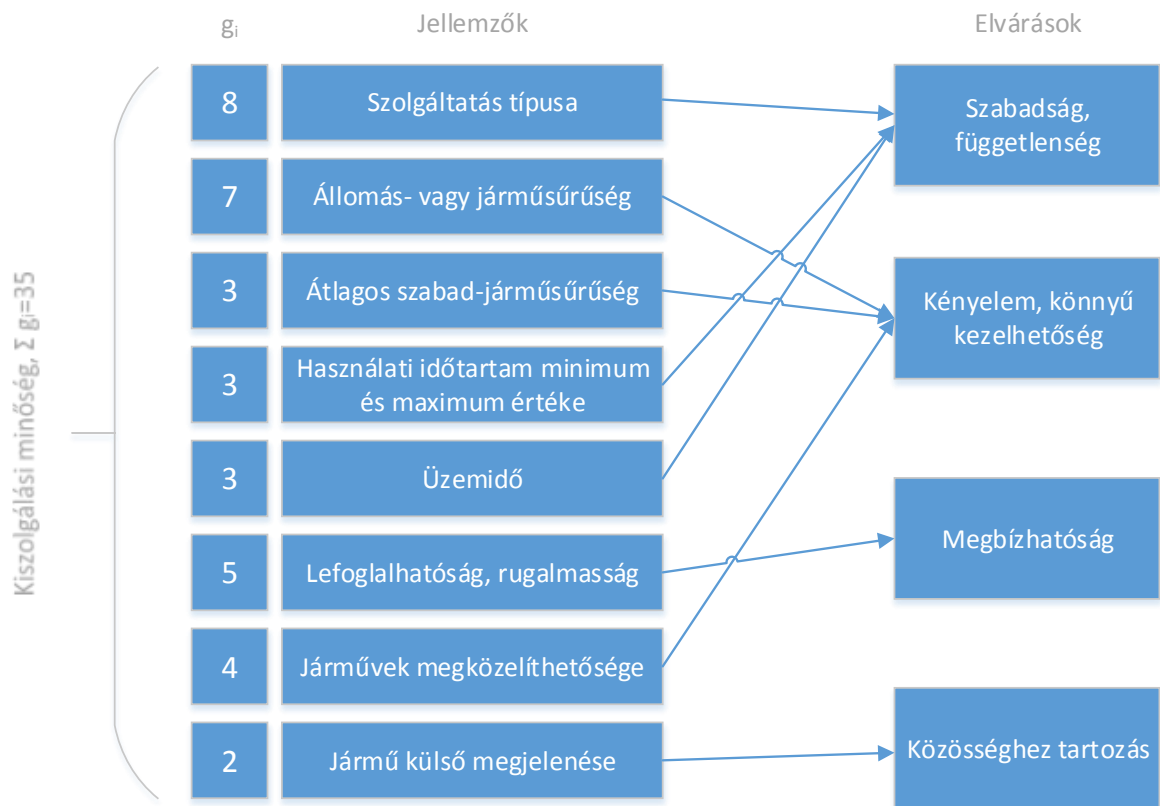 gi
Jellemzők
Elvárások
Kiszolgálási minőség, Σ gi=35
8
Szolgáltatás típusa
7
Állomás- vagy járműsűrűség
3
Átlagos szabad-járműsűrűség
3
Használati időtartam minimum
és maximum értéke
3
Üzemidő
5
Lefoglalhatóság, rugalmasság
4
Járművek megközelíthetősége
2
Jármű külső megjelenése
Szabadság,
függetlenség
Kényelem, könnyű
kezelhetőség
Megbízhatóság
Közösséghez tartozás